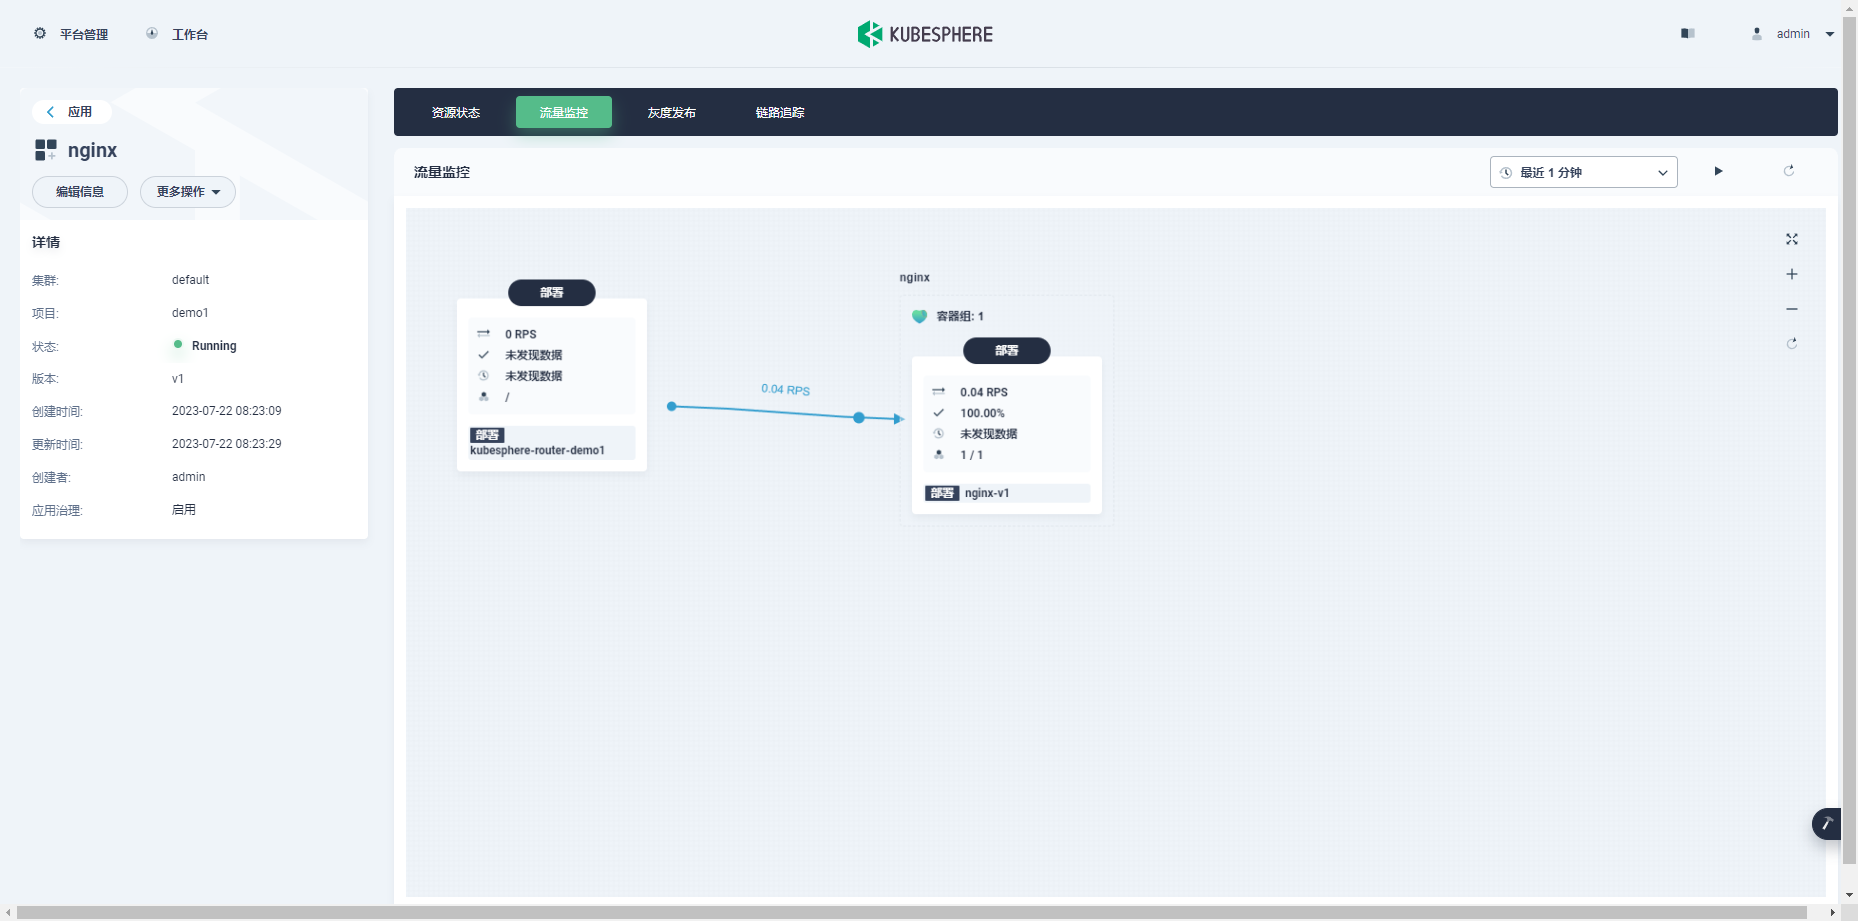 平台管理
工作台
KUBESPHERE
admin
应用
nginx
编辑信息
更多操作
详情
集群:
default
项目:
demo1
状态:
Running
版本:
v1
创建时间:
2023-07-22 08:23:09
更新时间:
2023-07-22 08:23:29
创建者:
admin
应用治理:
启用
资源状态
流量监控
灰度发布
链路追踪
流量监控
最近 1 分钟
部署
0 RPS
未发现数据
未发现数据
/
部署
kubesphere-router-demo1
0.04 RPS
nginx
容器组: 1
部署
0.04 RPS
100.00%
未发现数据
1 / 1
部署 nginx-v1